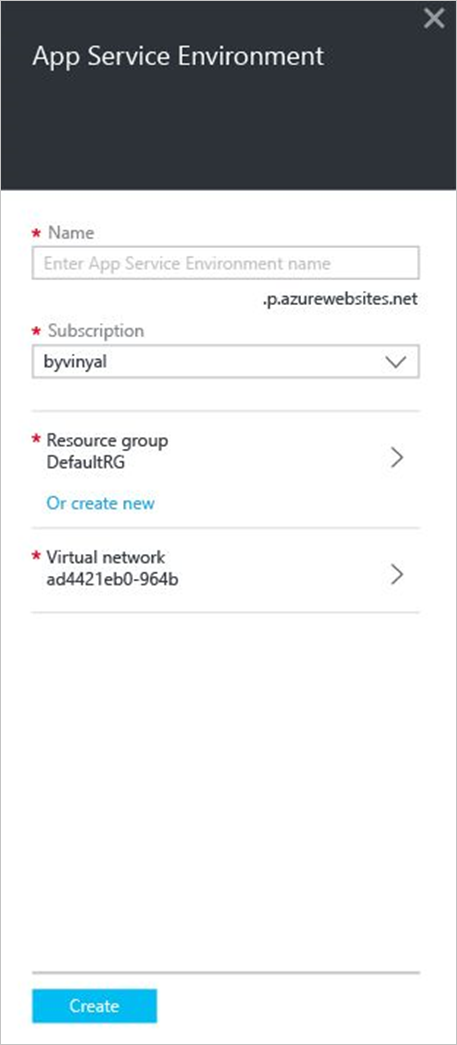 App Service Environment
* Name
Enter App Service Environment name
.p.azurewebsites.net
* Subscription
byvinyal
* Resource group
DefaultRG
Or create new
* Virtual network
ad4421eb0-964b
Create